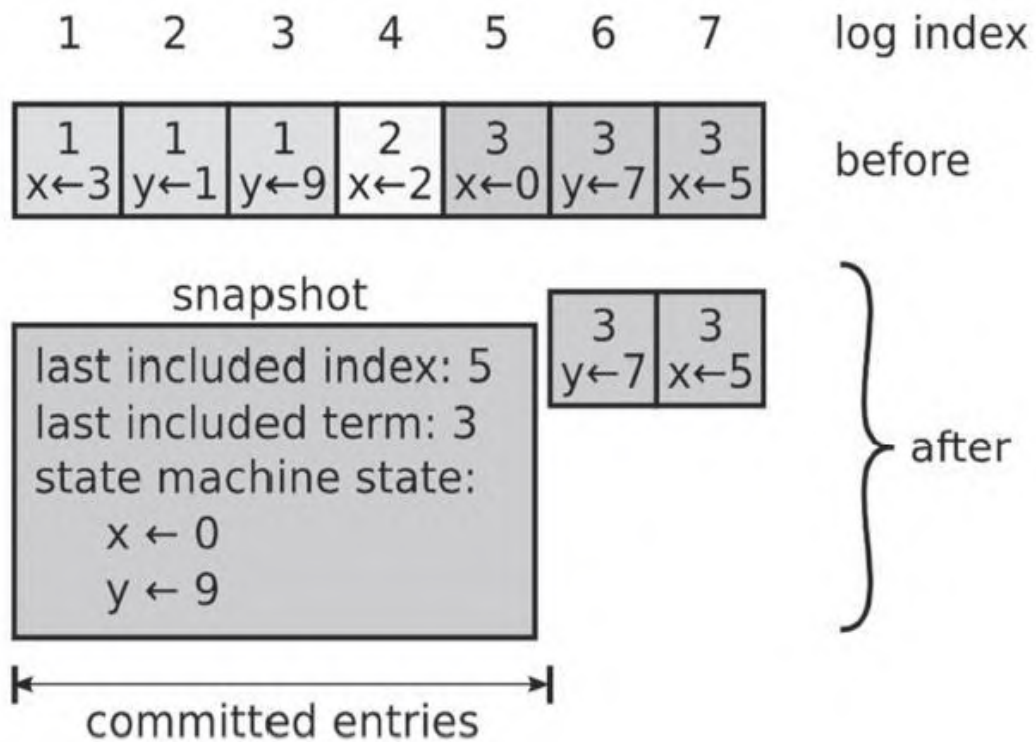 1 2 3 4 5 6 7 log index
1 1 1 2 3 3 3
x←3 y←1 y←9 x←2 x←0 y←7 x←5
before
snapshot
3 3
y←7 x←5
last included index: 5
last included term: 3
state machine state:
x ← 0
y ← 9
after
committed entries